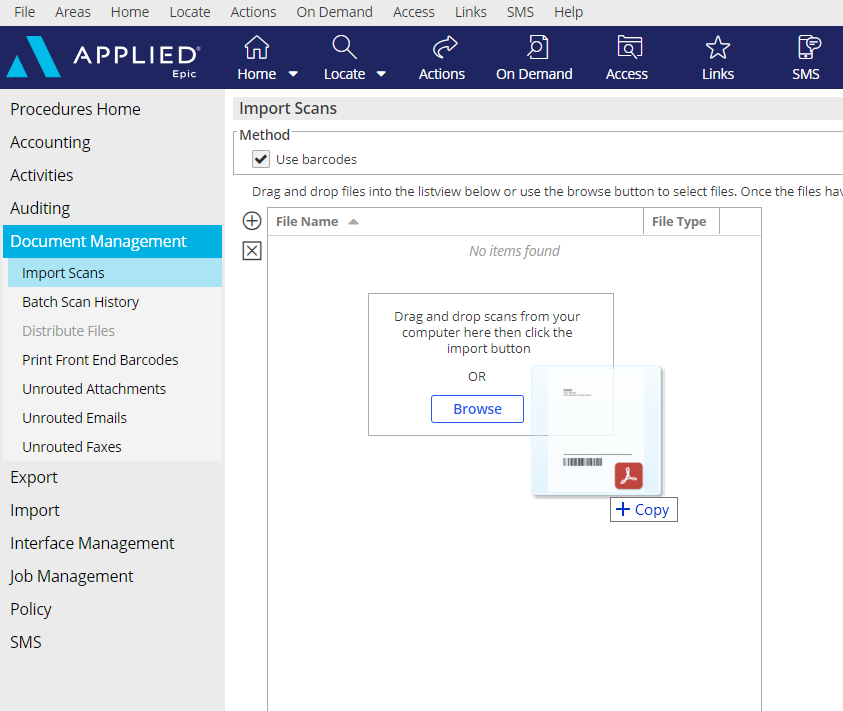 File Areas Home Locate Actions On Demand Access Links SMS Help
APPLIED®
Epic
Home Locate Actions On Demand Access Links SMS
Procedures Home
Accounting
Activities
Auditing
Document Management
Import Scans
Batch Scan History
Distribute Files
Print Front End Barcodes
Unrouted Attachments
Unrouted Emails
Unrouted Faxes
Export
Import
Interface Management
Job Management
Policy
SMS
Import Scans
Method
Use barcodes
Drag and drop files into the listview below or use the browse button to select files. Once the files hav
File Name File Type
No items found
Drag and drop scans from your
computer here then click the
import button
OR
Browse
+ Copy